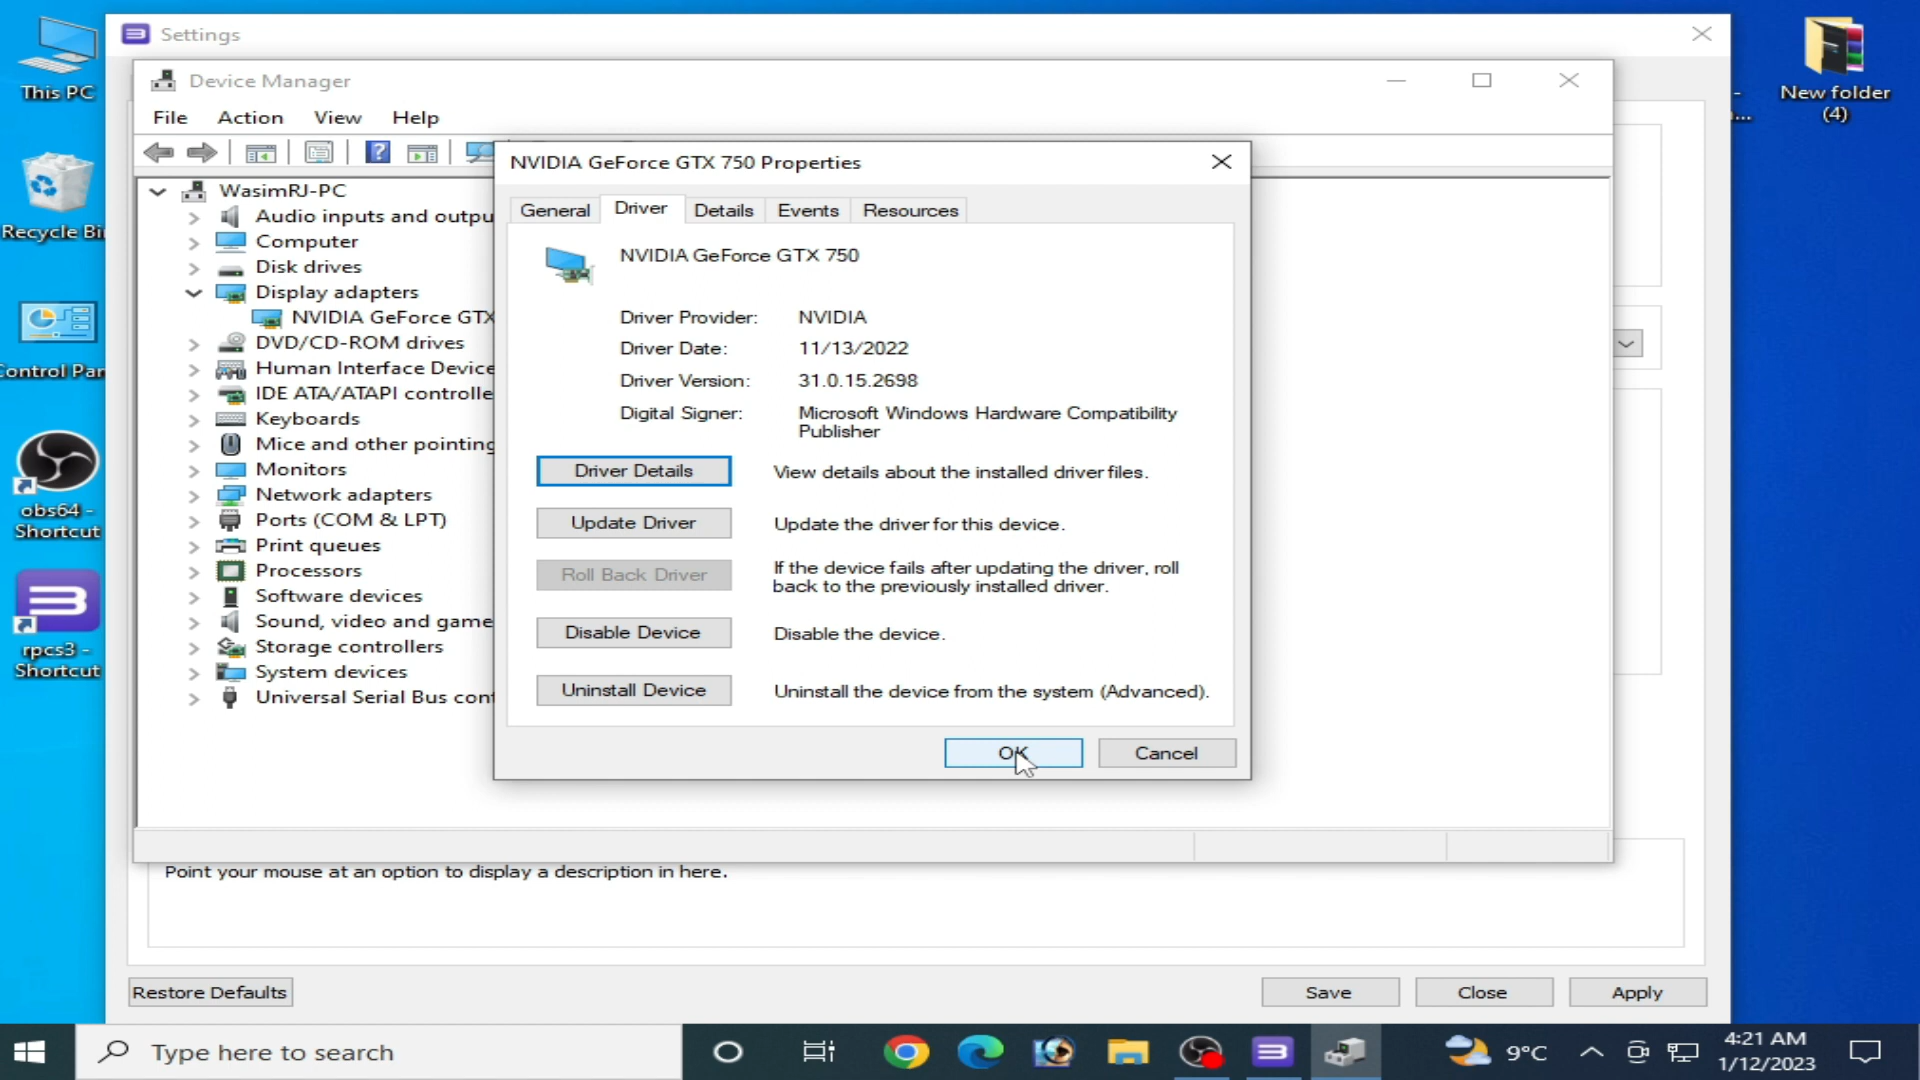 Settings
This PC
Recycle Bi
Control Pan
obs64 -
Shortcut
rpcs3 -
Shortcut
New folder
(4)
-
...
Device Manager
File Action View Help
WasimRJ-PC
Audio inputs and outpu
Computer
Disk drives
Display adapters
NVIDIA GeForce GTX
DVD/CD-ROM drives
Human Interface Device
IDE ATA/ATAPI controlle
Keyboards
Mice and other pointing
Monitors
Network adapters
Ports (COM & LPT)
Print queues
Processors
Software devices
Sound, video and game
Storage controllers
System devices
Universal Serial Bus cont
NVIDIA GeForce GTX 750 Properties
General Driver Details Events Resources
NVIDIA GeForce GTX 750
Driver Provider: NVIDIA
Driver Date: 11/13/2022
Driver Version: 31.0.15.2698
Digital Signer: Microsoft Windows Hardware Compatibility
Publisher
Driver Details View details about the installed driver files.
Update Driver Update the driver for this device.
Roll Back Driver If the device fails after updating the driver, roll
back to the previously installed driver.
Disable Device Disable the device.
Uninstall Device Uninstall the device from the system (Advanced).
OK Cancel
Point your mouse at an option to display a description in here.
Restore Defaults Save Close Apply
Type here to search
9°C
4:21 AM
1/12/2023